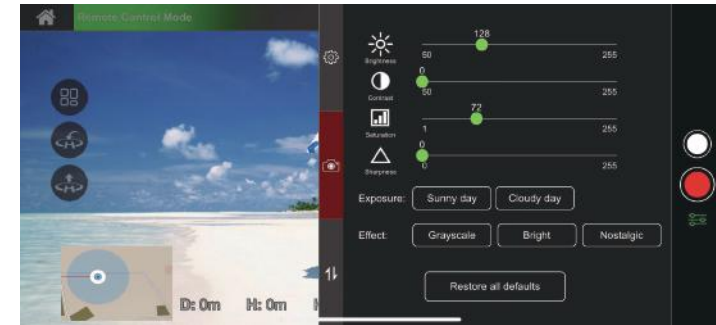 Remote Control Mode
128
Brightness
50
255
0
Contrast
50
255
72
Saturation
1
255
0
Sharpness
0
255
Exposure:
Sunny day
Cloudy day
Effect:
Grayscale
Bright
Nostalgic
Restore all defaults
D: 0m H: 0m H